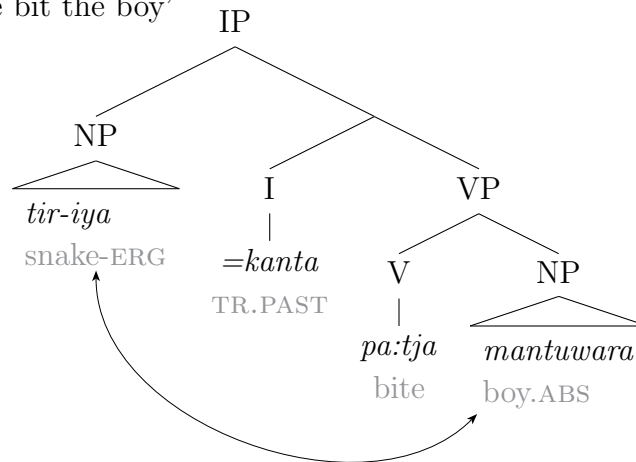 bit the boy’
IP
NP
I
VP
tir-iya
snake-ERG
=kanta
TR.PAST
V
NP
pa:tja
bite
mantuwara
boy.ABS